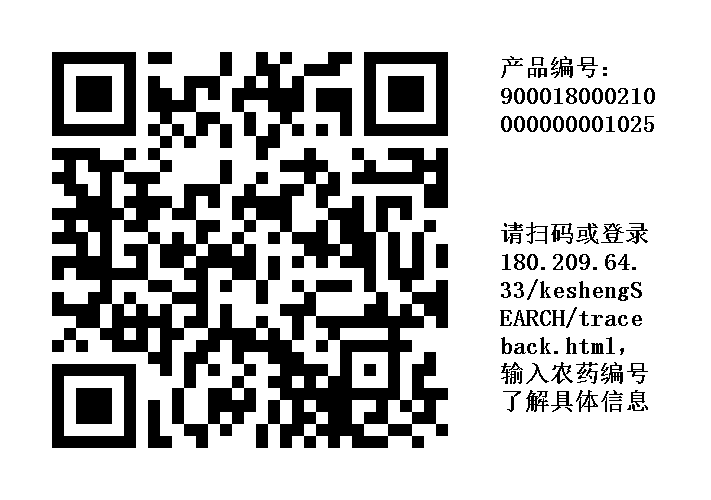 产品编号：
900018000210
000000001025
请扫码或登录
180.209.64.
33/keshengS
EARCH/trace
back.html，
输入农药编号
了解具体信息